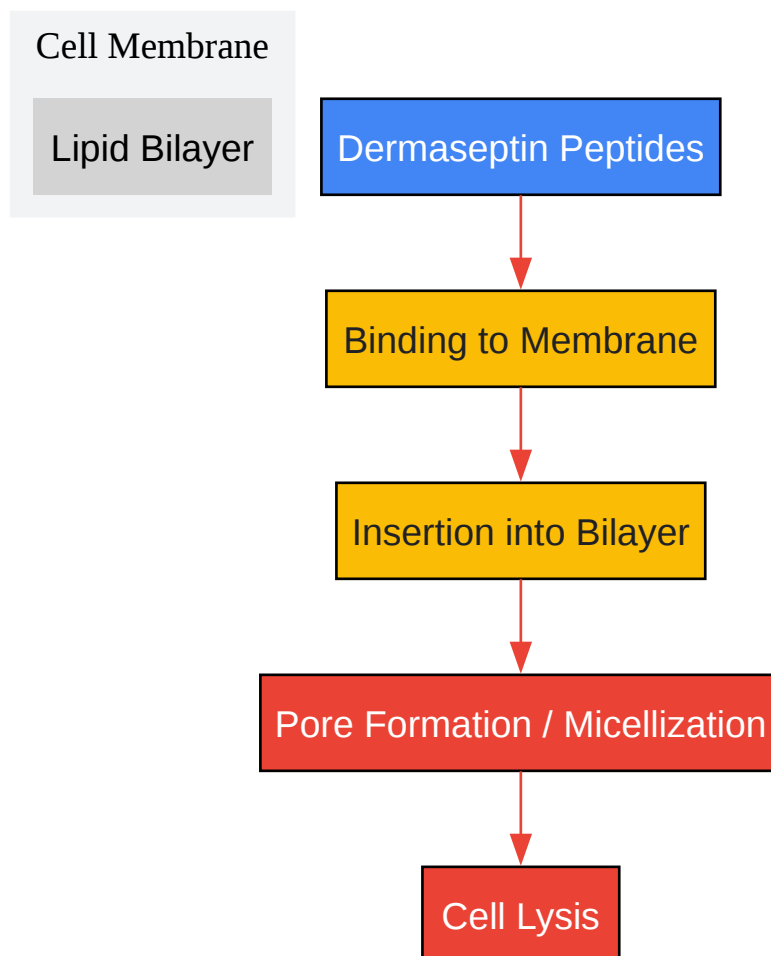 Cell Membrane
Lipid Bilayer
Dermaseptin Peptides
Binding to Membrane
Insertion into Bilayer
Pore Formation / Micellization
Cell Lysis